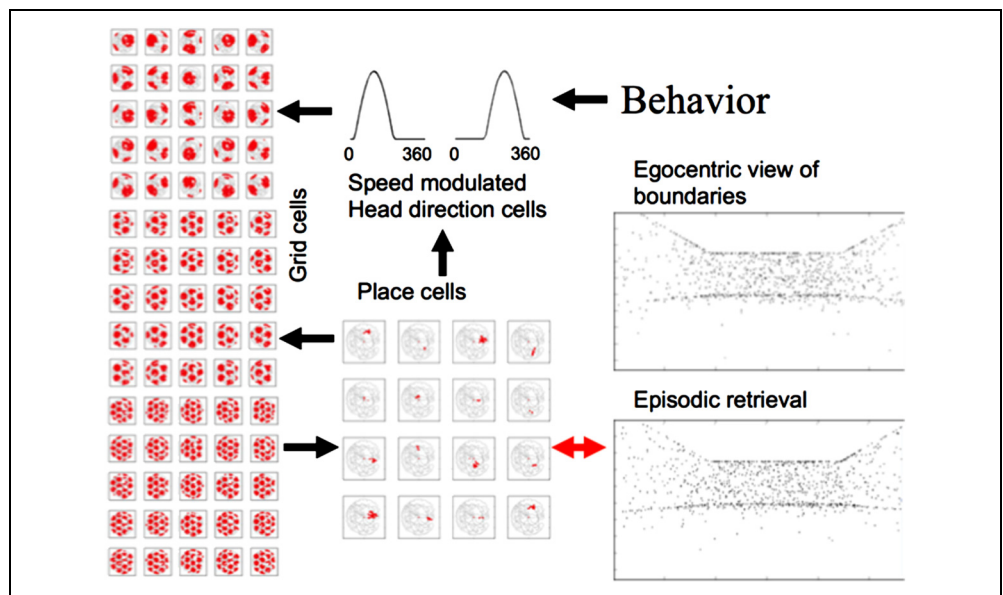 Behavior
0 360 0 360
Speed modulated
Head direction cells
Grid cells
Place cells
Egocentric view of
boundaries
Episodic retrieval